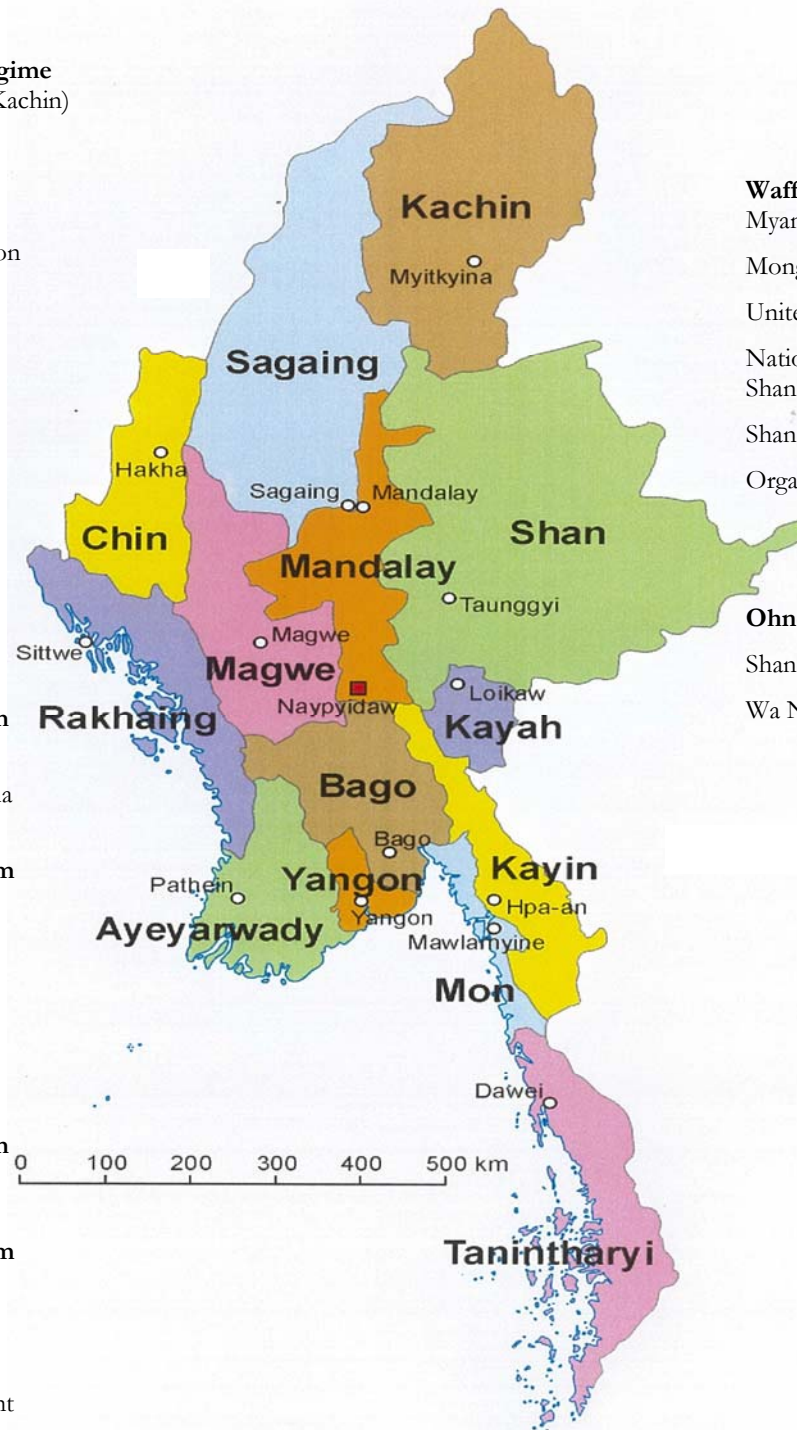 gime
Kachin)
on
n
a
m
n
m
nt
Kachin
Myitkyina
Sagaing
Hakha
Chin
Sagaing
Mandalay
Mandalay
Shan
Taunggyi
Sittwe
Magwe
Magwe
Naypyidaw
Rakhaing
Loikaw
Kayah
Bago
Bago
Pathein
Yangon
Yangon
Ayeyarwady
Kayin
Hpa-an
Mawlamyine
Mon
Dawei
0 100 200 300 400 500 km
Tanintharyi
Waff
Myan
Mong
Unite
Natio
Shan
Shan
Orga
Ohn
Shan
Wa N